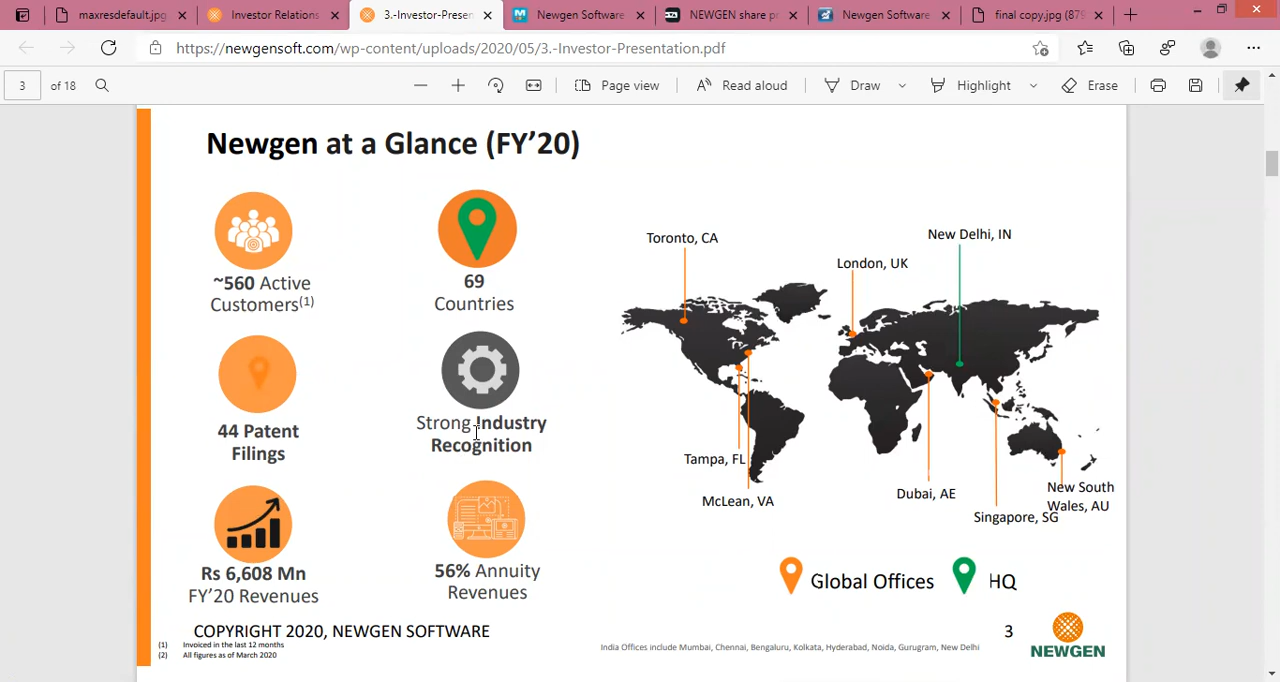 maxresdefault.jpg
Investor Relations
3.-Investor-Presen
Newgen Software
NEWGEN share pr
Newgen Software
final copy.jpg (879
https://newgensoft.com/wp-content/uploads/2020/05/3.-Investor-Presentation.pdf
3 of 18
Page view
Read aloud
Draw
Highlight
Erase
Newgen at a Glance (FY'20)
~560 Active
Customers(1)
69
Countries
44 Patent
Filings
Strong Industry
Recognition
Rs 6,608 Mn
FY'20 Revenues
56% Annuity
Revenues
Toronto, CA
New Delhi, IN
London, UK
Tampa, FL
McLean, VA
Dubai, AE
Singapore, SG
New South
Wales, AU
Global Offices
HQ
COPYRIGHT 2020, NEWGEN SOFTWARE
3
(1) Invoiced in the last 12 months
(2) All figures as of March 2020
India Offices include Mumbai, Chennai, Bengaluru, Kolkata, Hyderabad, Noida, Gurugram, New Delhi
NEWGEN